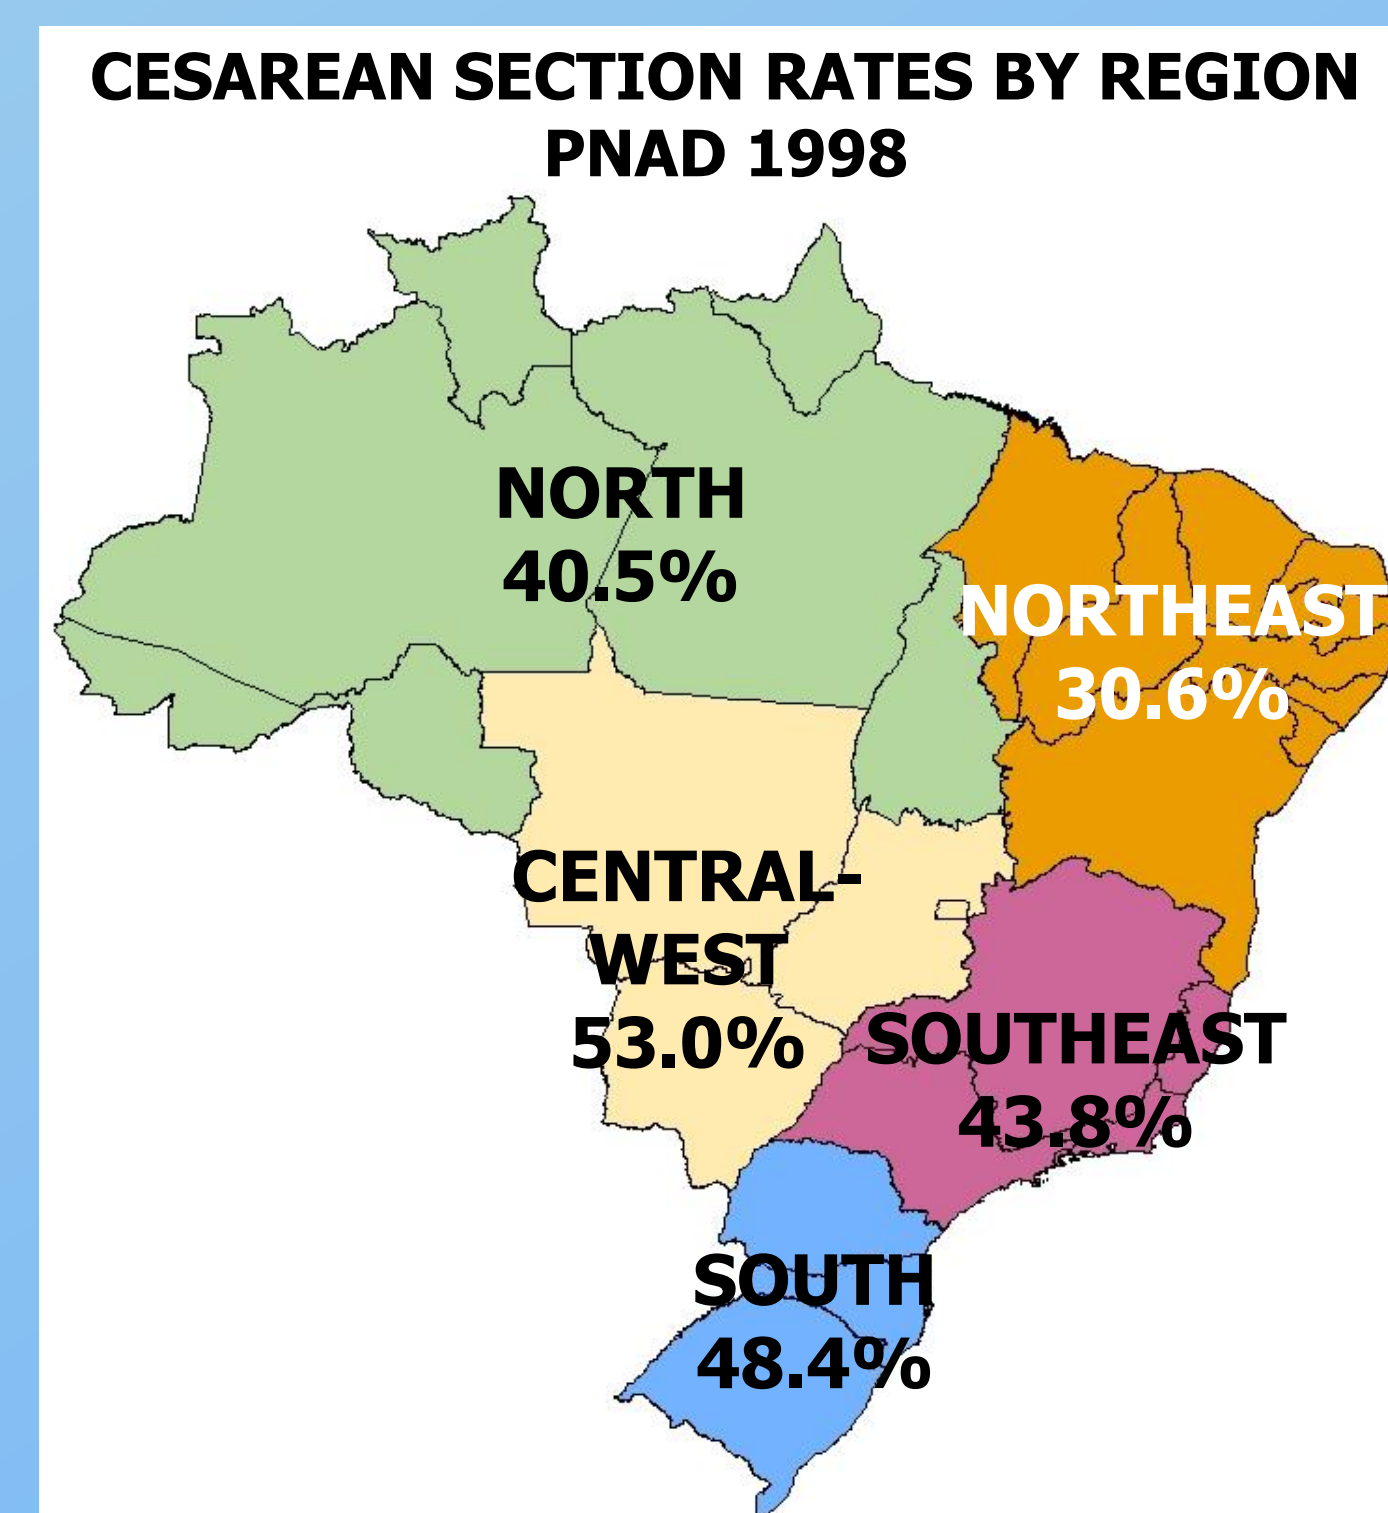 CESAREAN SECTION RATES BY REGION
PNAD 1998
NORTH
40.5%
NORTHEAST
30.6%
CENTRAL-
WEST
53.0%
SOUTHEAST
43.8%
SOUTH
48.4%